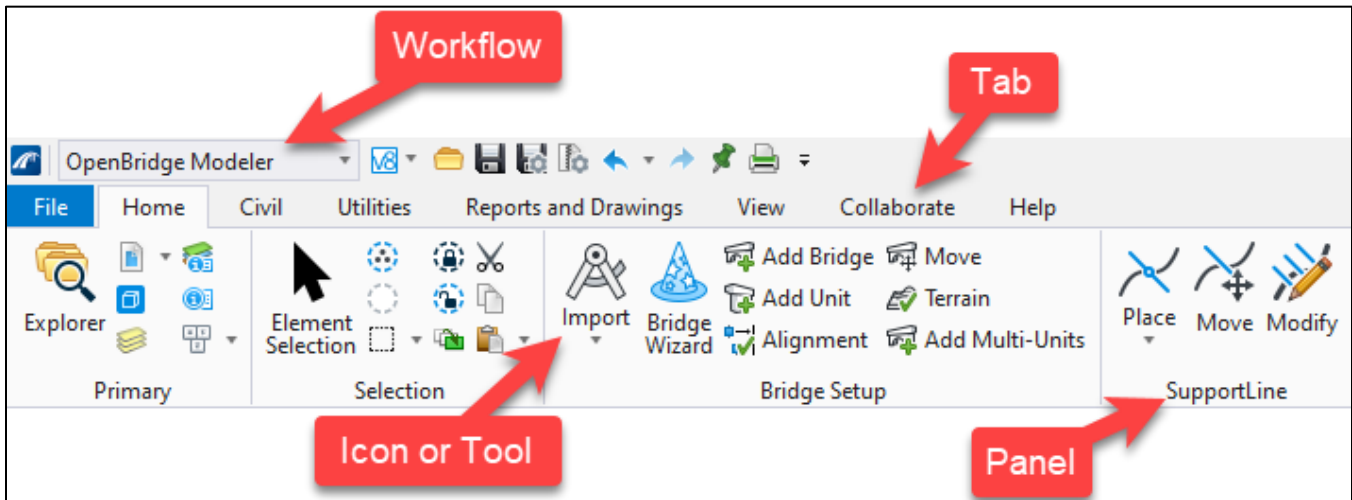 Workflow
Tab
OpenBridge Modeler
V8
File Home Civil Utilities Reports and Drawings View Collaborate Help
Add Bridge Move
Explorer Element Selection Import Bridge Wizard Add Unit Terrain Place Move Modify
Alignment Add Multi-Units
Primary Selection Bridge Setup SupportLine
Icon or Tool
Panel